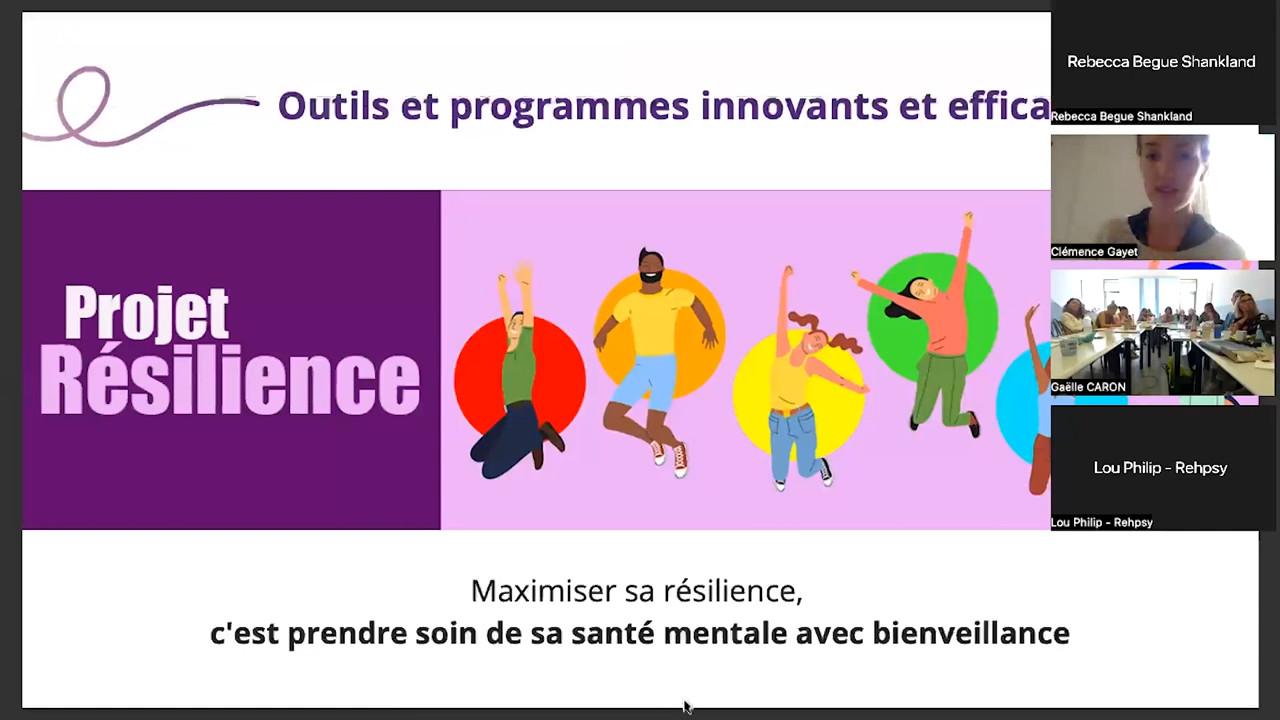 Outils et programmes innovants et effica
Projet
Résilience
Maximiser sa résilience,
c'est prendre soin de sa santé mentale avec bienveillance
Rebecca Begue Shankland
Rebecca Begue Shankland
Clémence Gayet
Gaëlle CARON
Lou Philip - Rehpsy
Lou Philip - Rehpsy